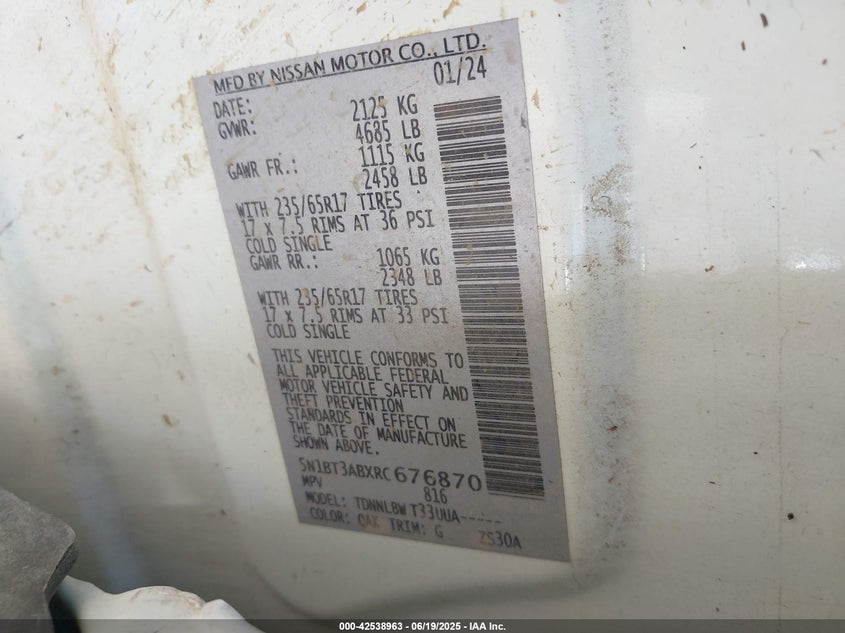 MFD BY NISSAN MOTOR CO., LTD.
DATE: 01/24
GVWR: 2125 KG
4685 LB
GAWR FR.: 1115 KG
2458 LB
WITH 235/65R17 TIRES
17 x 7.5 RIMS AT 36 PSI
COLD SINGLE
GAWR RR.: 1065 KG
2348 LB
WITH 235/65R17 TIRES
17 x 7.5 RIMS AT 33 PSI
COLD SINGLE
THIS VEHICLE CONFORMS TO
ALL APPLICABLE FEDERAL
MOTOR VEHICLE SAFETY AND
THEFT PREVENTION
STANDARDS IN EFFECT ON
THE DATE OF MANUFACTURE
SHOWN ABOVE.
5N1BT3ABXRC676870
MPV 816
MODEL: TDNNLBW T33UUA-----
COLOR: QAK TRIM: G ZS30A
000-42538963 - 06/19/2025 - IAA Inc.